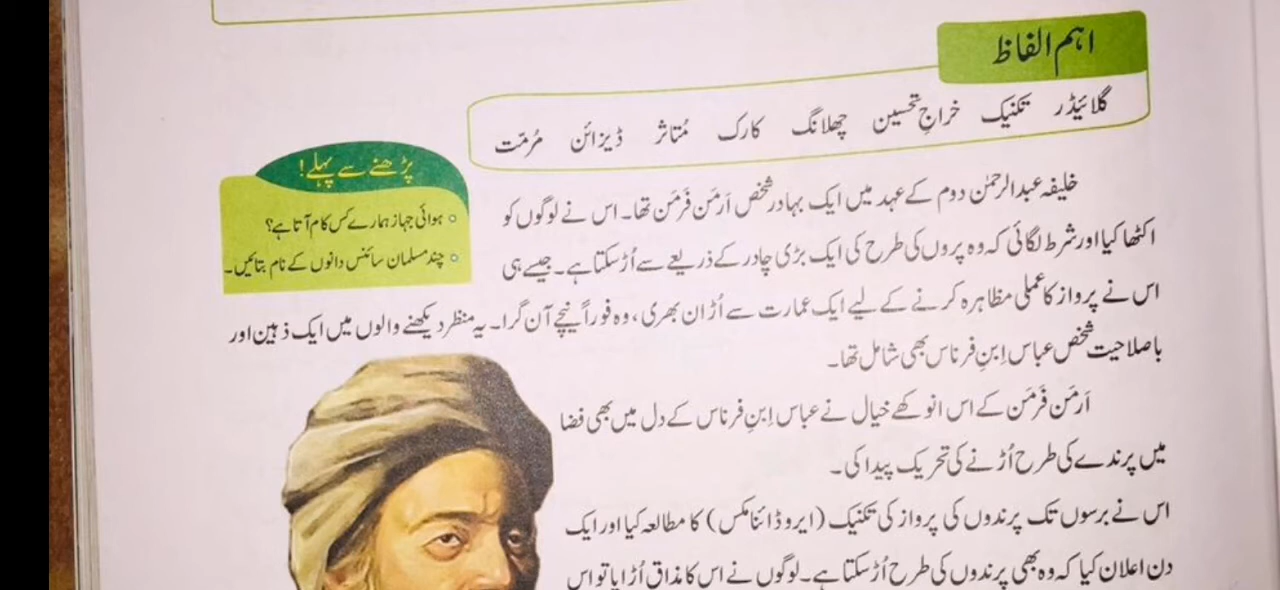 اہم الفاظ
گلائیڈر تکنیک خراجِ تحسین چھلانگ کارک مُتاثر ڈیزائن مرُمّت
پڑھنے سے پہلے!
ہوائی جہاز ہمارے کس کام آتا ہے؟
چند مسلمان سائنس دانوں کے نام بتائیں۔
خلیفہ عبدالرحمٰن دوم کے عہد میں ایک بہادر شخص اَرمَن فَرمَن تھا۔ اس نے لوگوں کو
اکٹھا کیا اور شرط لگائی کہ وہ پروں کی طرح کی ایک بڑی چادر کے ذریعے سے اُڑ سکتا ہے۔ جیسے ہی
اس نے پرواز کا عملی مظاہرہ کرنے کے لیے ایک عمارت سے اُڑان بھری، وہ فوراً نیچے آن گرا۔ یہ منظر دیکھنے والوں میں ایک ذہین اور
باصلاحیت شخص عباس اِبنِ فرناس بھی شامل تھا۔
اَرمَن فَرمَن کے اس انوکھے خیال نے عباس اِبنِ فرناس کے دل میں بھی فضا
میں پرندے کی طرح اُڑنے کی تحریک پیدا کی۔
اس نے برسوں تک پرندوں کی پرواز کی تکنیک (ایروڈائنامکس) کا مطالعہ کیا اور ایک
دن اعلان کیا کہ وہ بھی پرندوں کی طرح اُڑ سکتا ہے۔ لوگوں نے اس کا مذاق اُڑایا تو اس